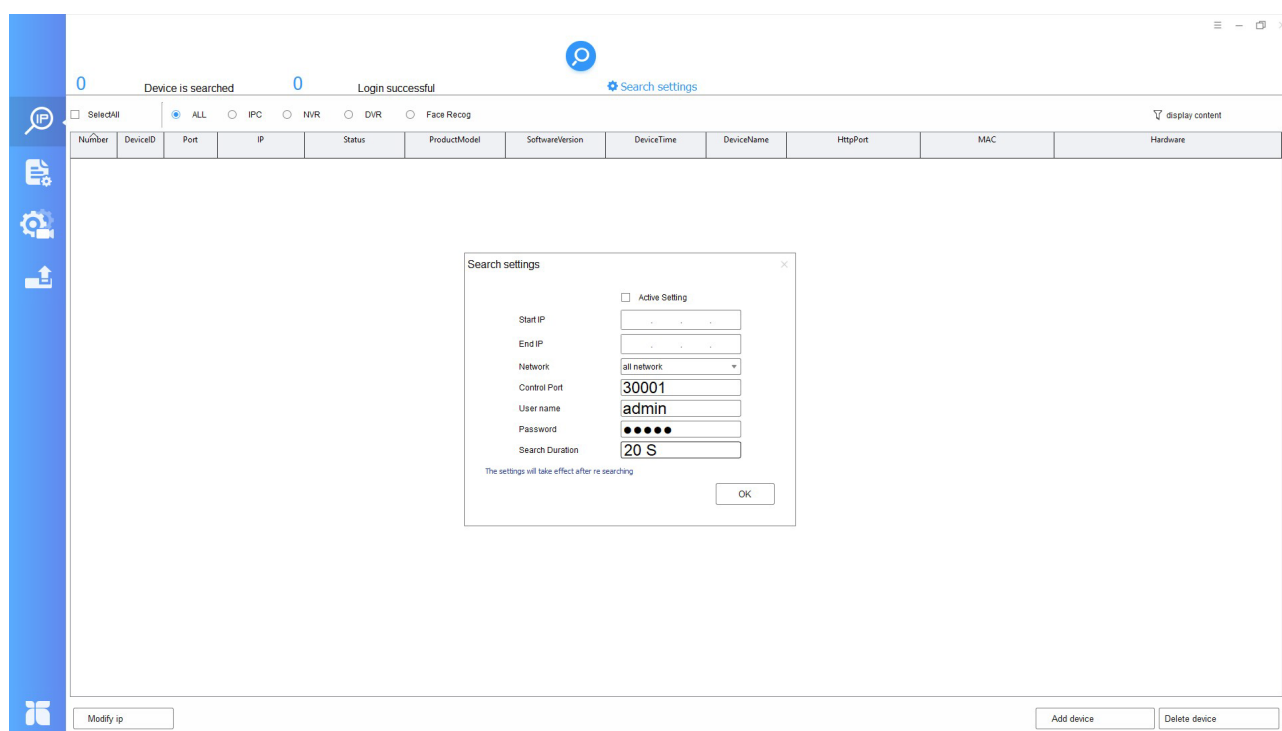 0 Device is searched 0 Login successful Search settings
IP SelectAll ALL IPC NVR DVR Face Recog display content
Number DeviceID Port IP Status ProductModel SoftwareVersion DeviceTime DeviceName HttpPort MAC Hardware
Search settings
Active Setting
Start IP . . .
End IP . . .
Network all network
Control Port 30001
User name admin
Password ●●●●●
Search Duration 20 S
The settings will take effect after re searching
OK
Modify ip Add device Delete device